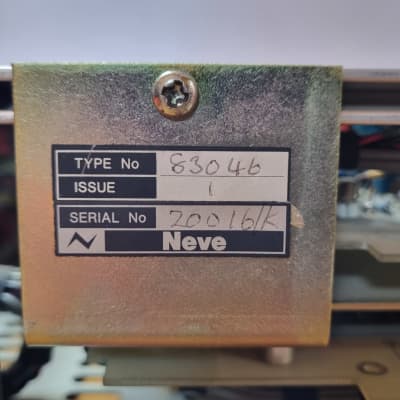 TYPE No 83046
ISSUE 1
SERIAL No 20016/K
Neve